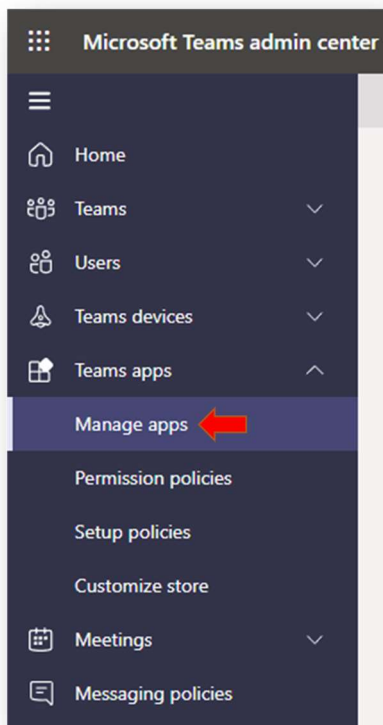 Microsoft Teams admin center
Home
Teams
Users
Teams devices
Teams apps
Manage apps
Permission policies
Setup policies
Customize store
Meetings
Messaging policies